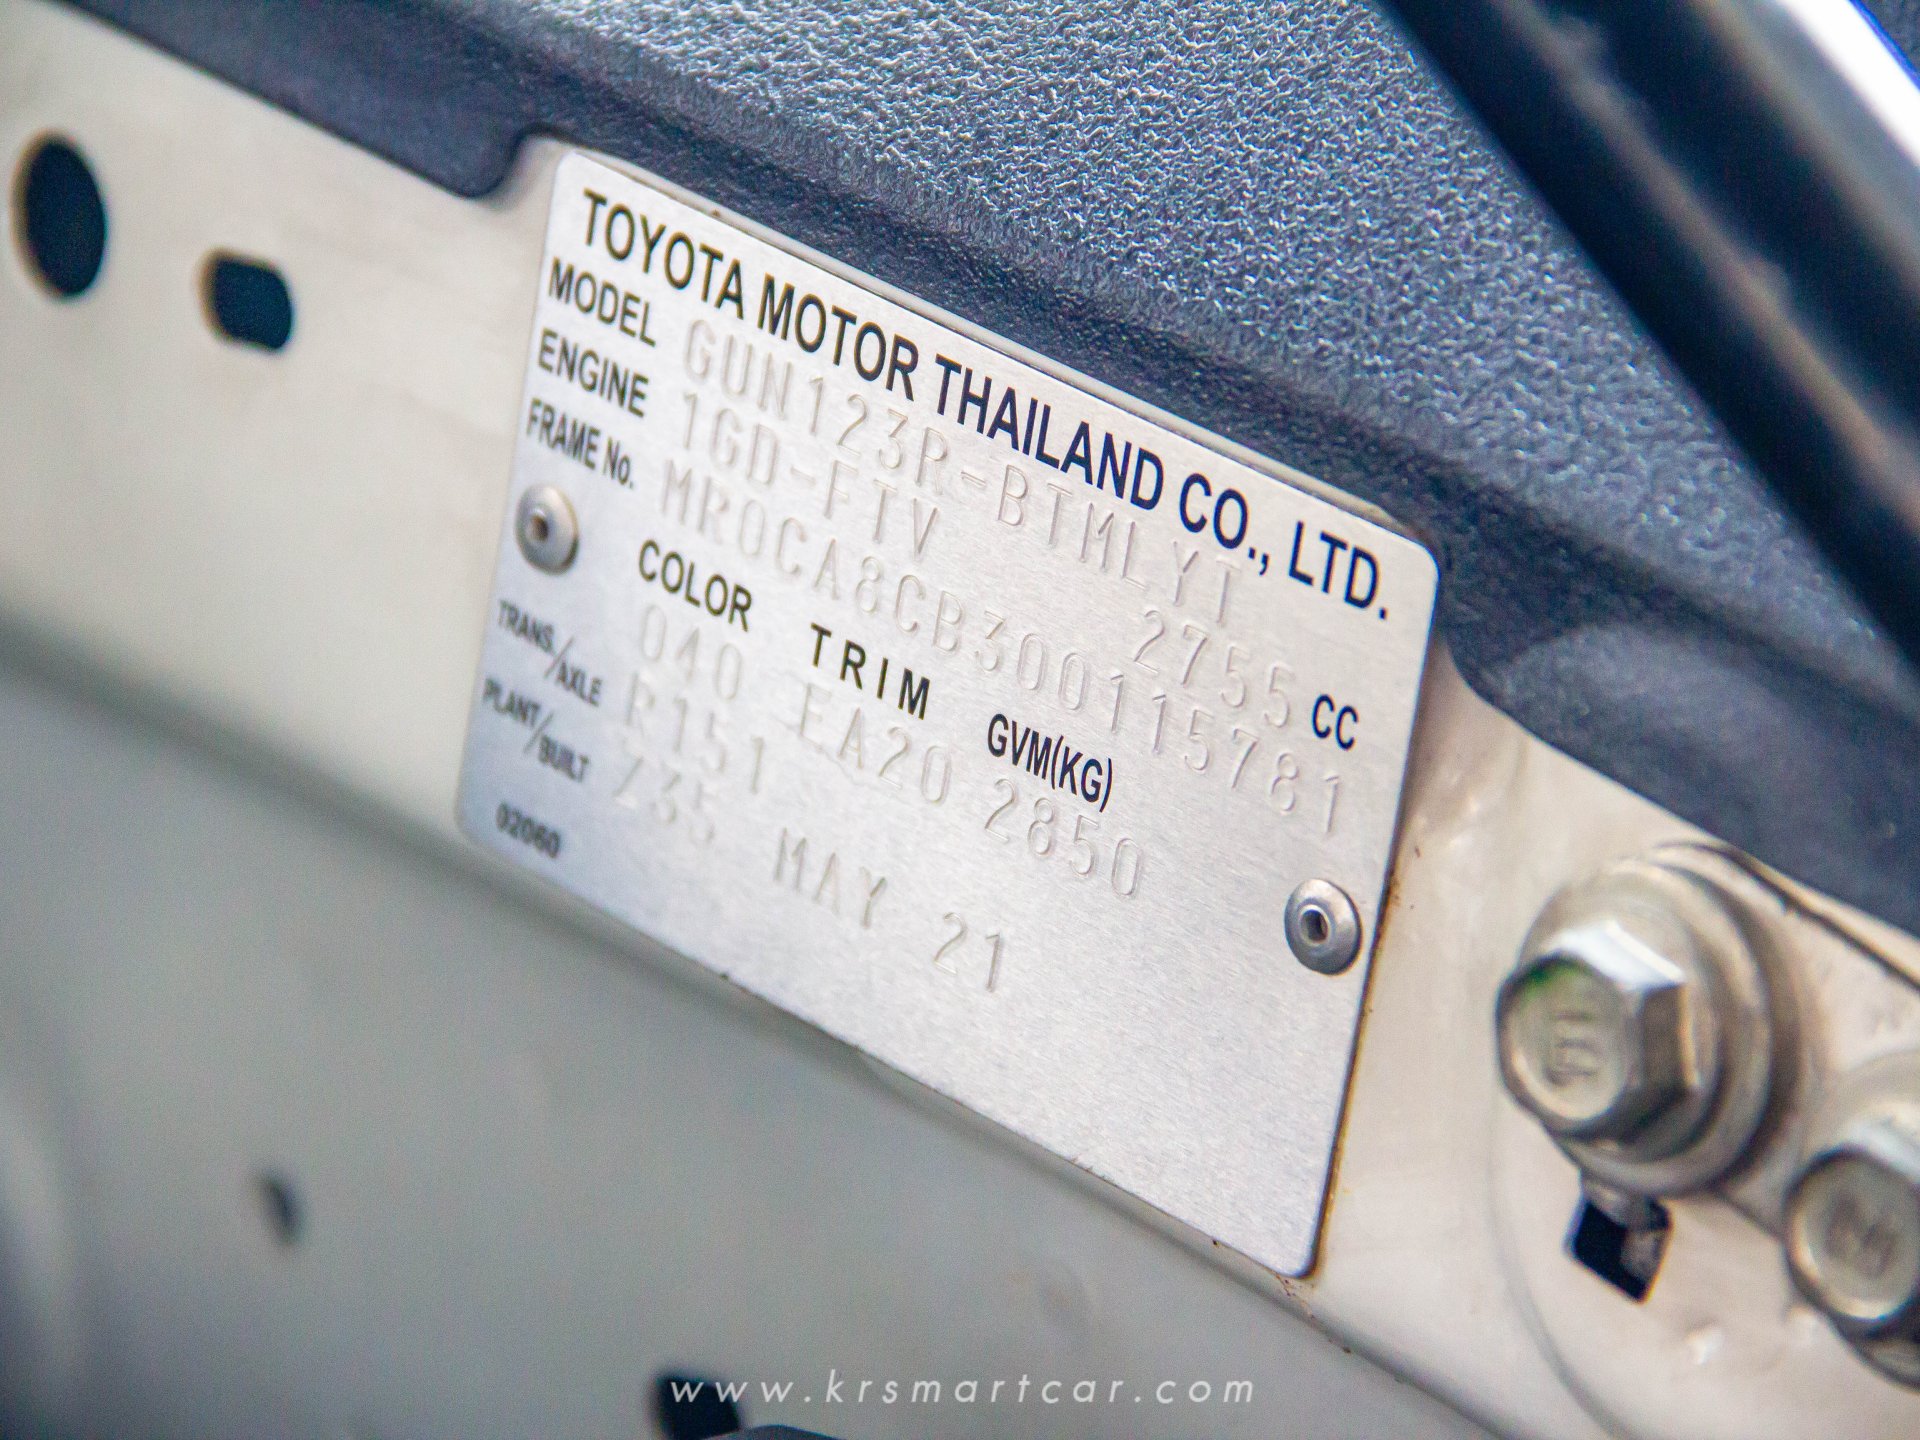 TOYOTA MOTOR THAILAND CO., LTD.
MODEL GUN123R-BTMLYT
ENGINE 1GD-FTV 2755 CC
FRAME No. MR0CA8CB300115781
COLOR TRIM GVM(KG)
040 EA20 2850
TRANS/AXLE R151
PLANT/BUILT 235 MAY 21
02060
www.krsmartcar.com